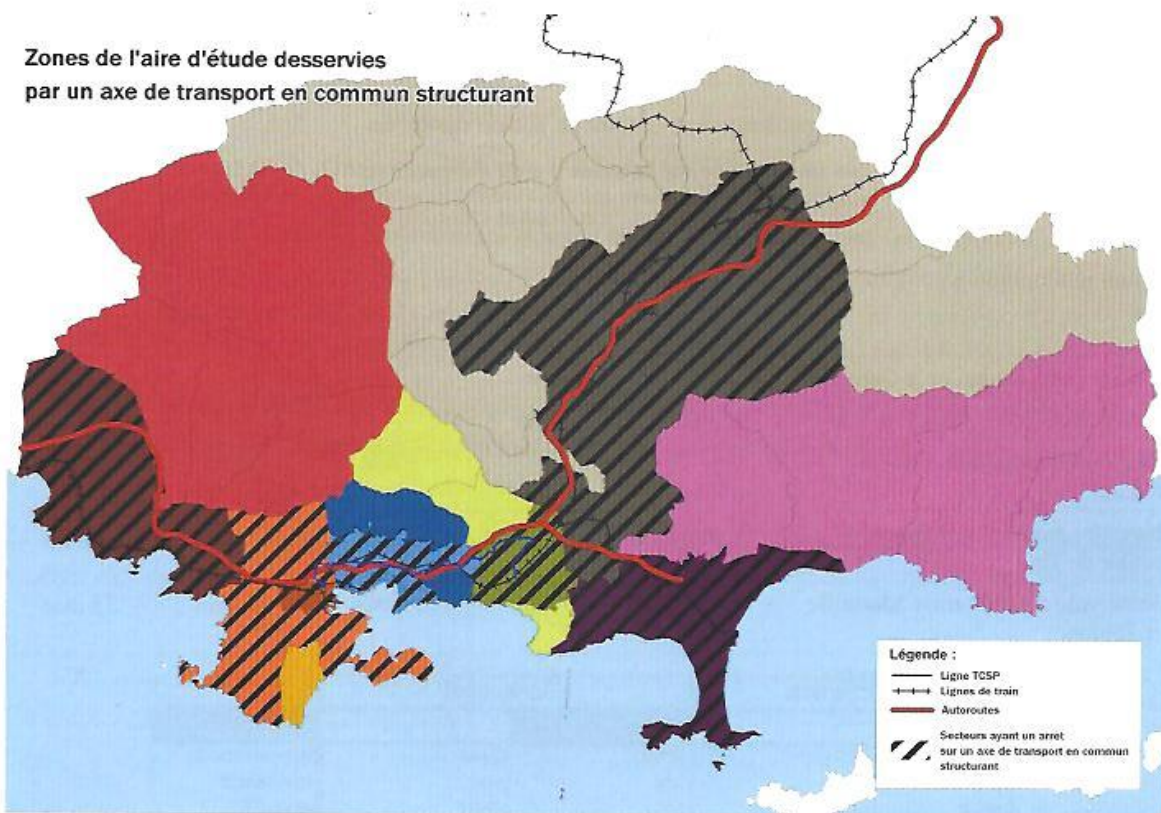 Zones de l'aire d'étude desservies
par un axe de transport en commun structurant
Légende :
Ligne TCSP
Lignes de train
Autoroutes
Secteurs ayant un arret
sur un axe de transport en commun
structurant